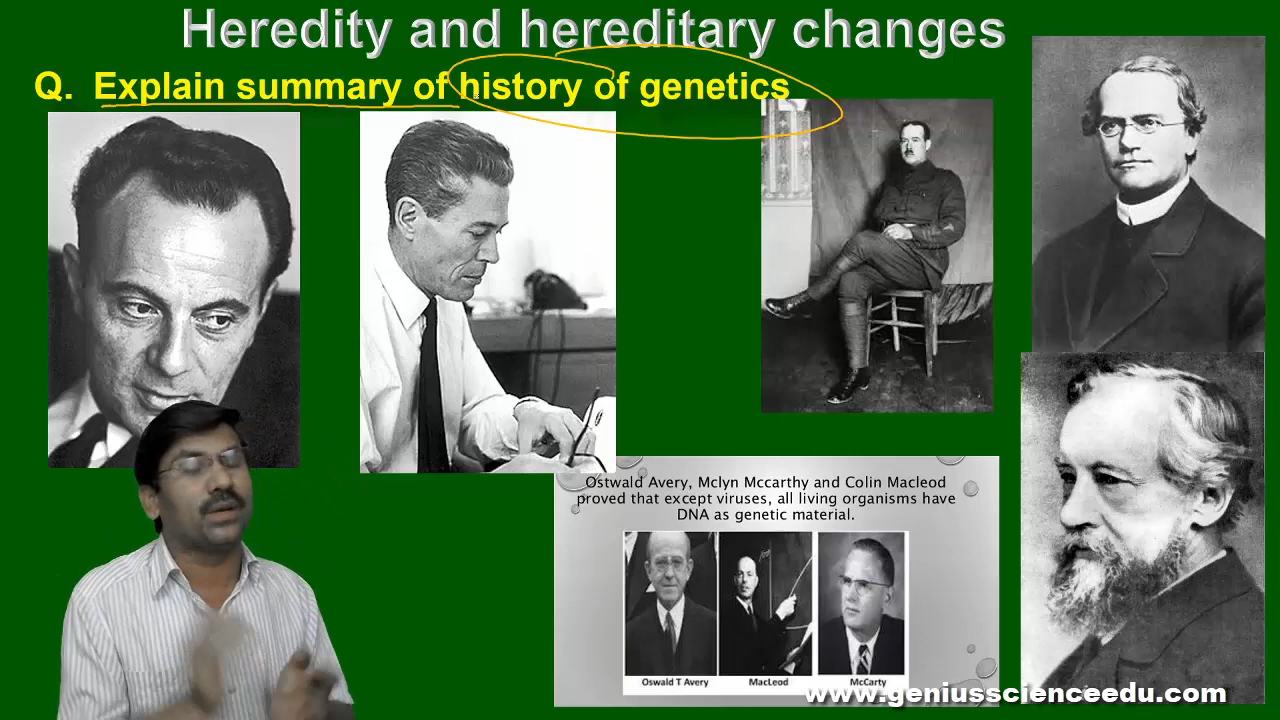 Heredity and hereditary changes
Q. Explain summary of history of genetics
Ostwald Avery, Mclyn Mccarthy and Colin Macleod
proved that except viruses, all living organisms have
DNA as genetic material.
Oswald T Avery MacLeod McCarty
www.geniusscienceedu.com